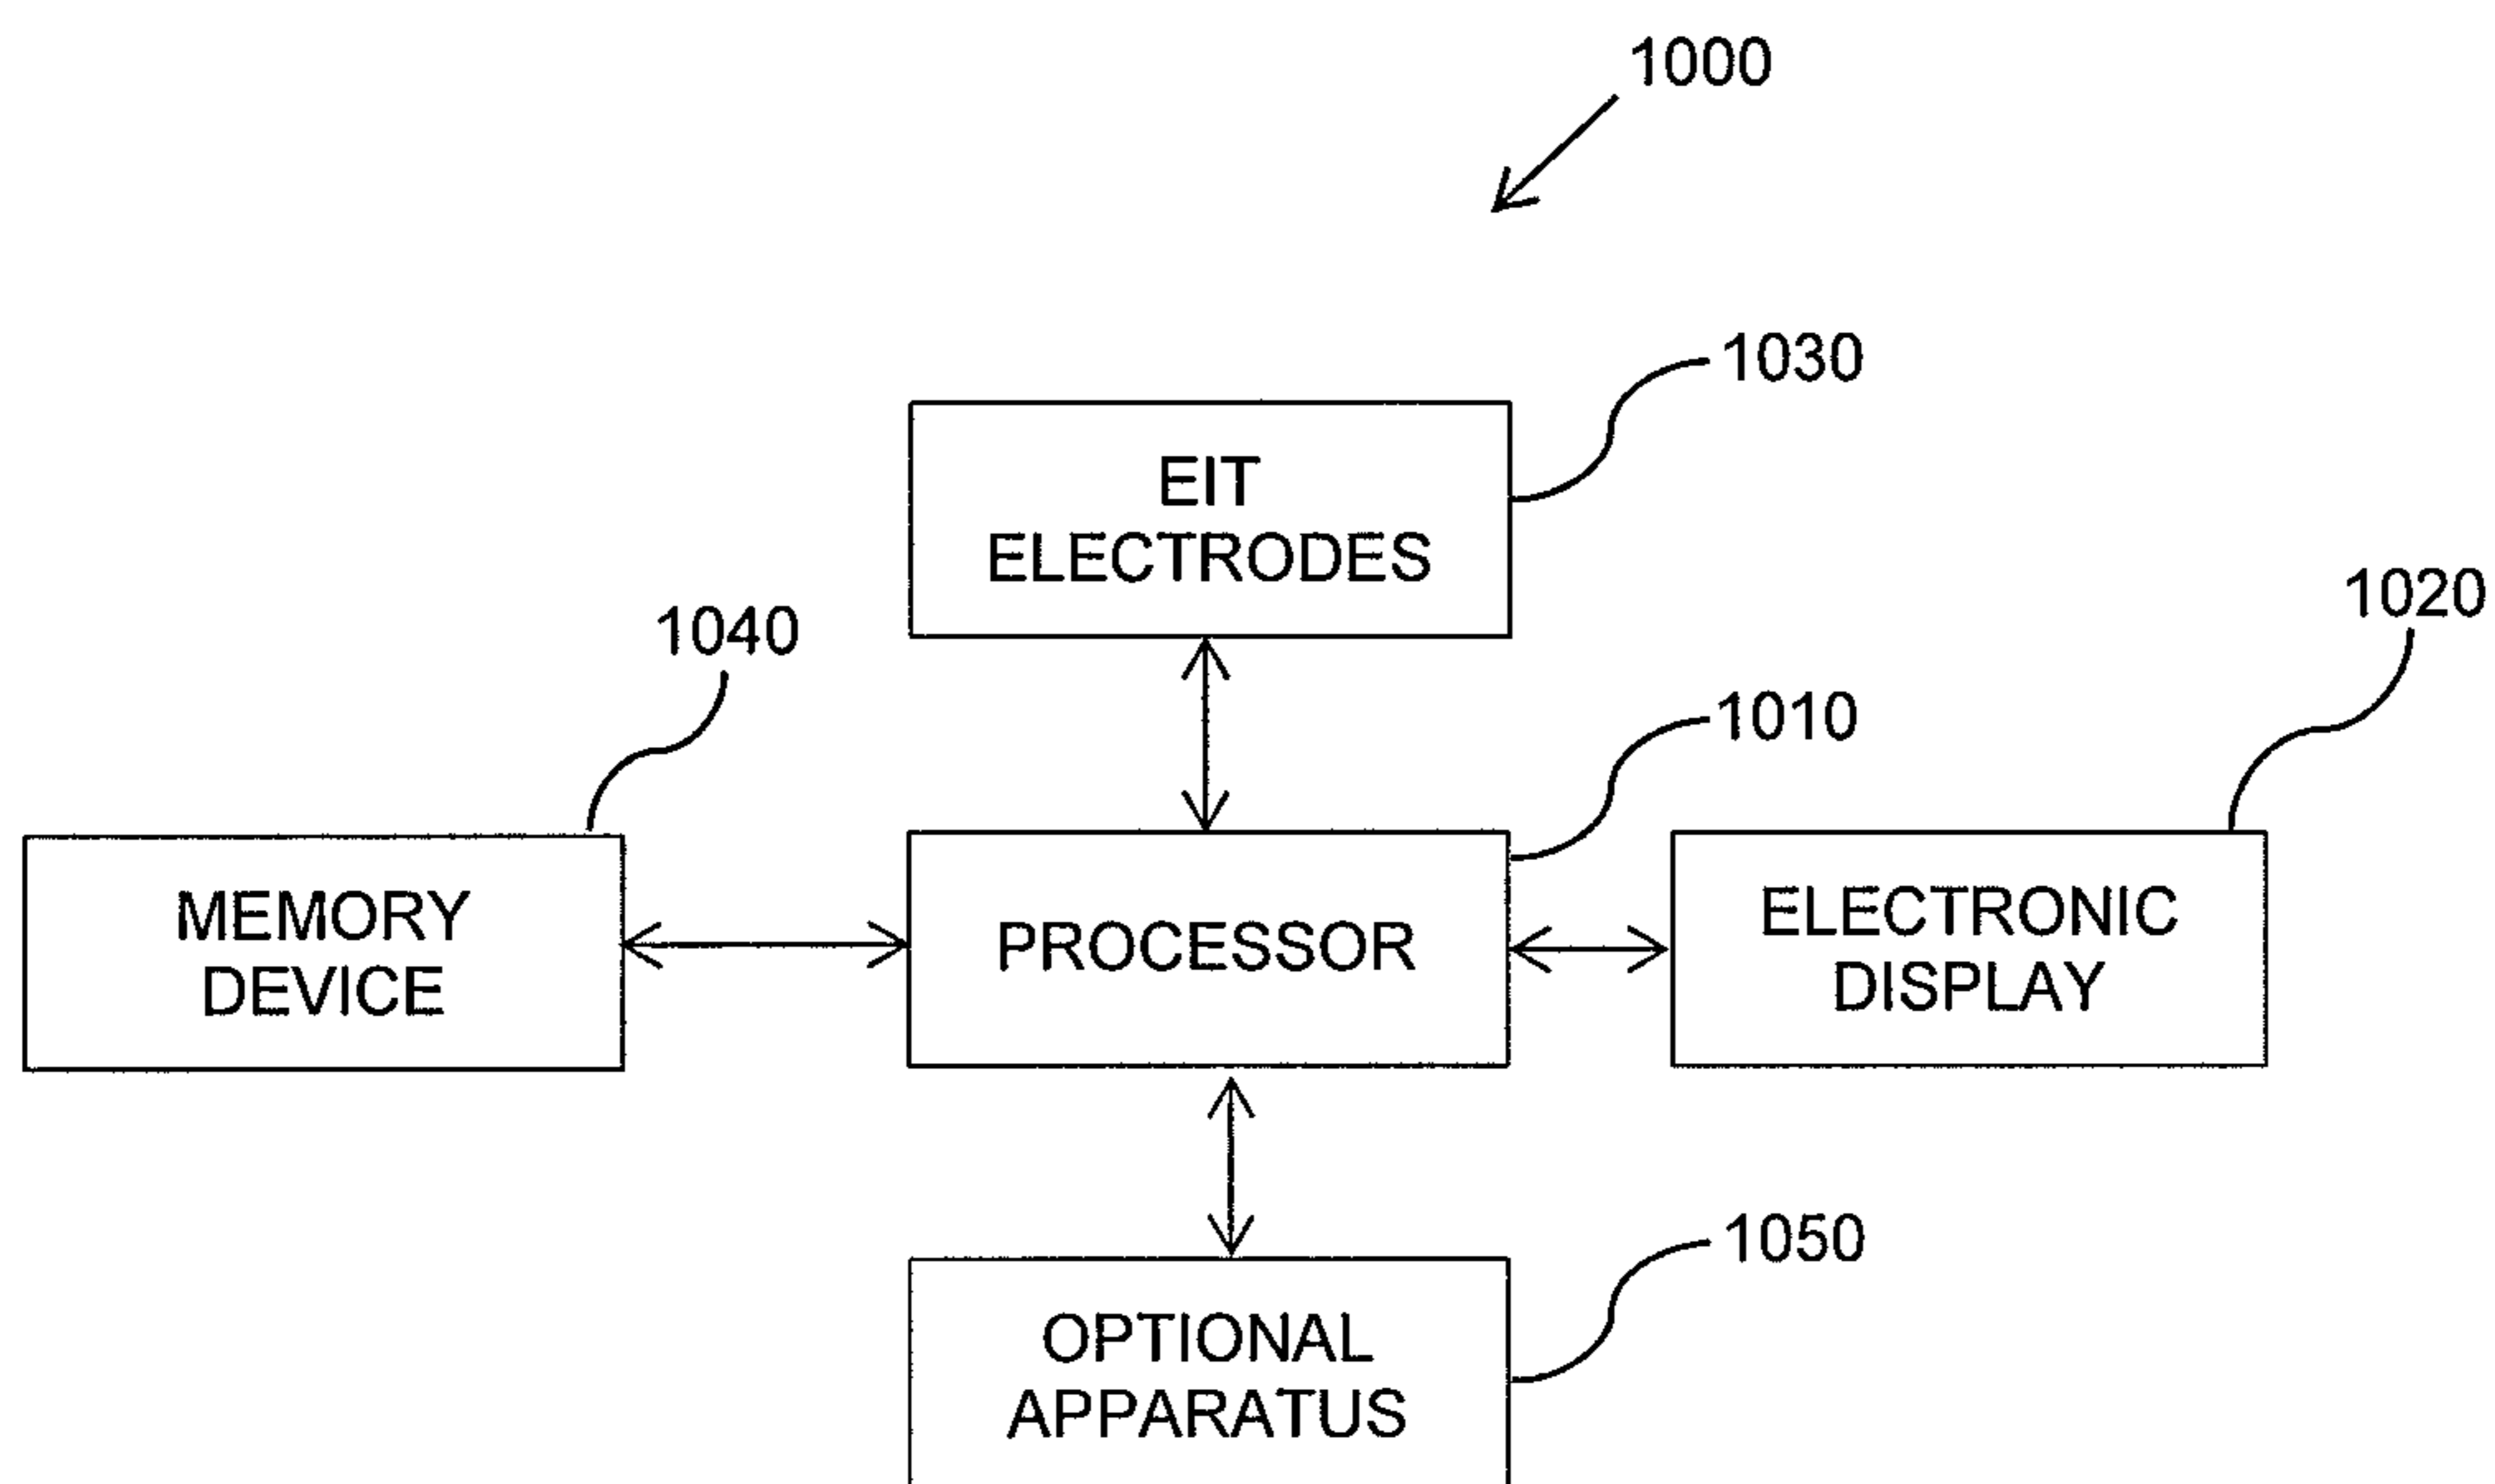 1000
1030
EIT
ELECTRODES
1020
1040
1010
MEMORY
DEVICE
PROCESSOR
ELECTRONIC
DISPLAY
1050
OPTIONAL
APPARATUS